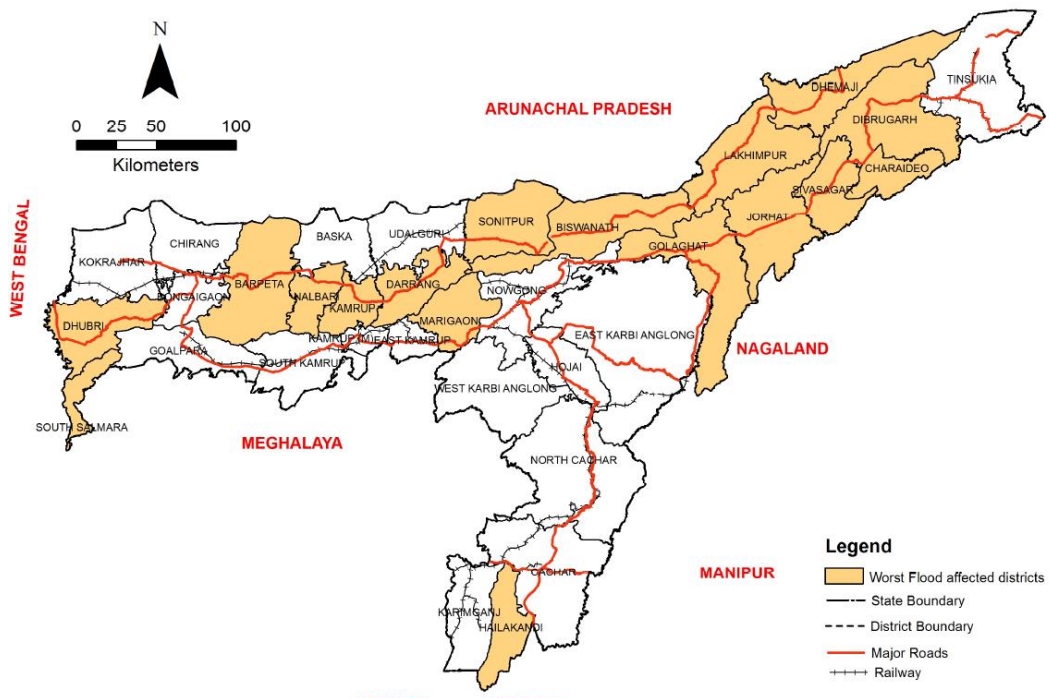 N
0 25 50 100
Kilometers
ARUNACHAL PRADESH
WEST BENGAL
NAGALAND
MEGHALAYA
MANIPUR
TINSUKIA
DHEMAJI
DIBRUGARH
LAKHIMPUR
CHARAIDEO
SIVASAGAR
JORHAT
SONITPUR
BISWANATH
GOLAGHAT
UDALGURI
BASKA
CHIRANG
KOKRAJHAR
BONGAIGAON
BARPETA
NALBARI
KAMRUP
DARRANG
NOWGONG
MARIGAON
DHUBRI
GOALPARA
SOUTH KAMRUP
KAMRUP (M)
EAST KAMRUP
EAST KARBI ANGLONG
HOJAI
WEST KARBI ANGLONG
SOUTH SALMARA
NORTH CACHAR
CACHAR
KARIMGANJ
HAILAKANDI
Legend
Worst Flood affected districts
State Boundary
District Boundary
Major Roads
Railway